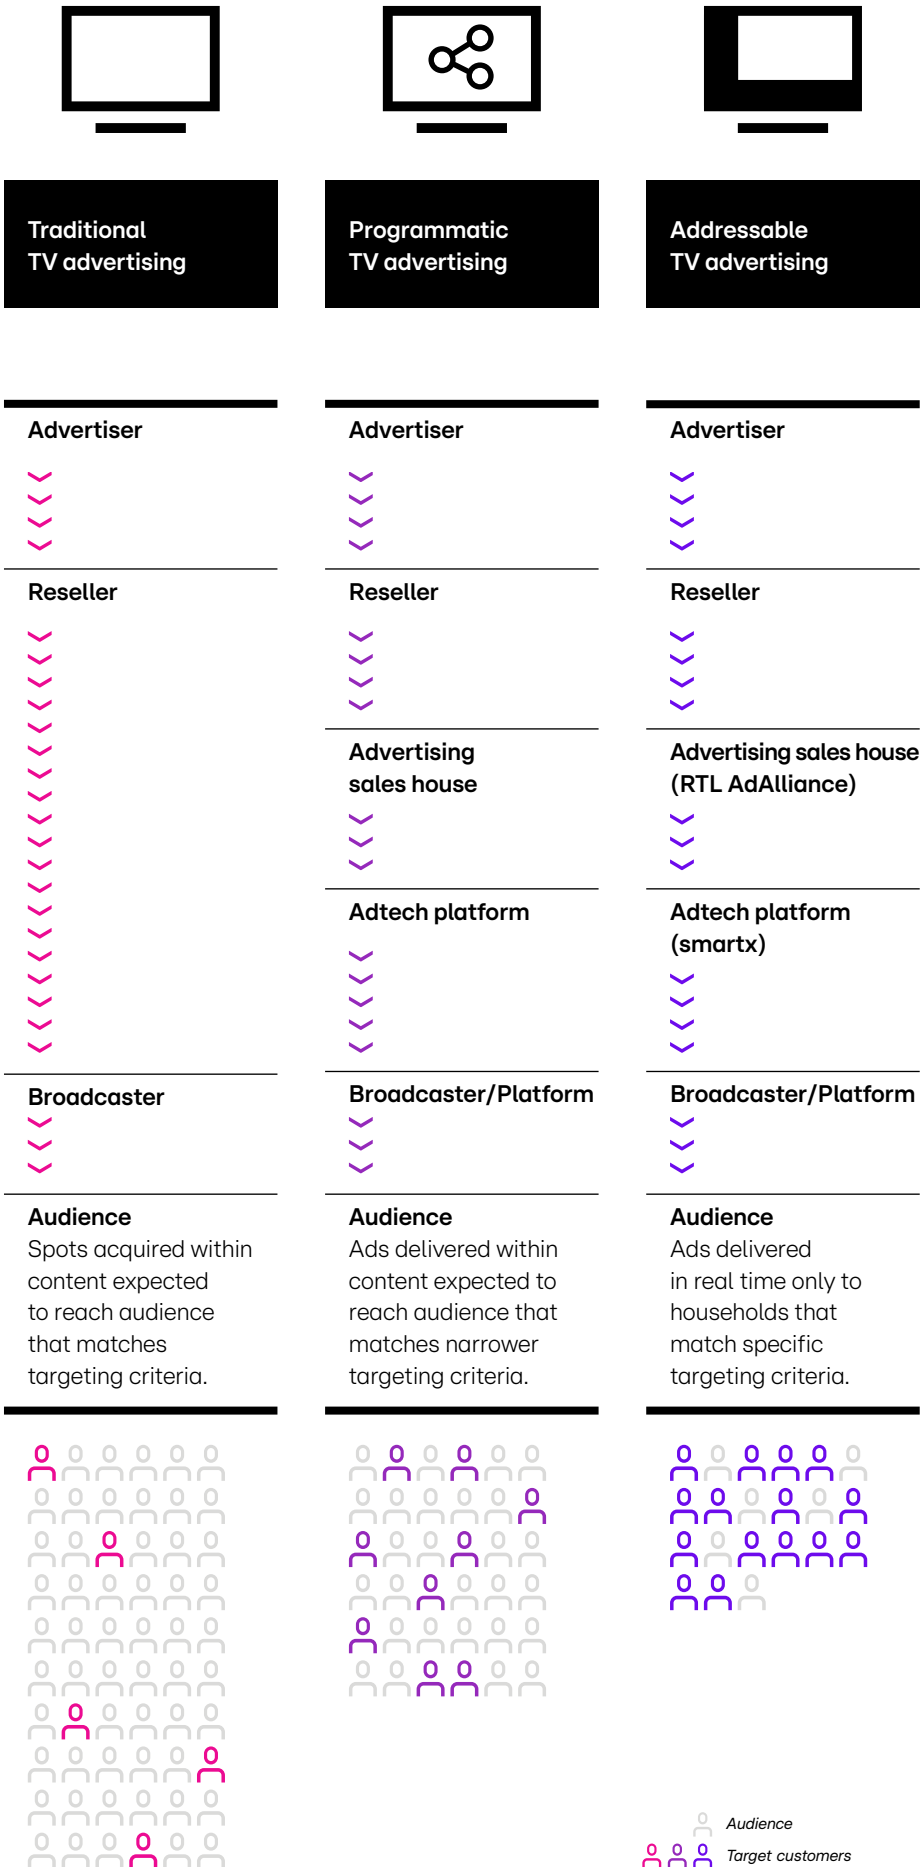 Traditional
TV advertising
Advertiser
Reseller
Broadcaster
Audience
Spots acquired within
content expected
to reach audience
that matches
targeting criteria.
Programmatic
TV advertising
Advertiser
Reseller
Advertising
sales house
Adtech platform
Broadcaster/Platform
Audience
Ads delivered within
content expected to
reach audience that
matches narrower
targeting criteria.
Addressable
TV advertising
Advertiser
Reseller
Advertising sales house
(RTL AdAlliance)
Adtech platform
(smartx)
Broadcaster/Platform
Audience
Ads delivered
in real time only to
households that
match specific
targeting criteria.
Audience
Target customers